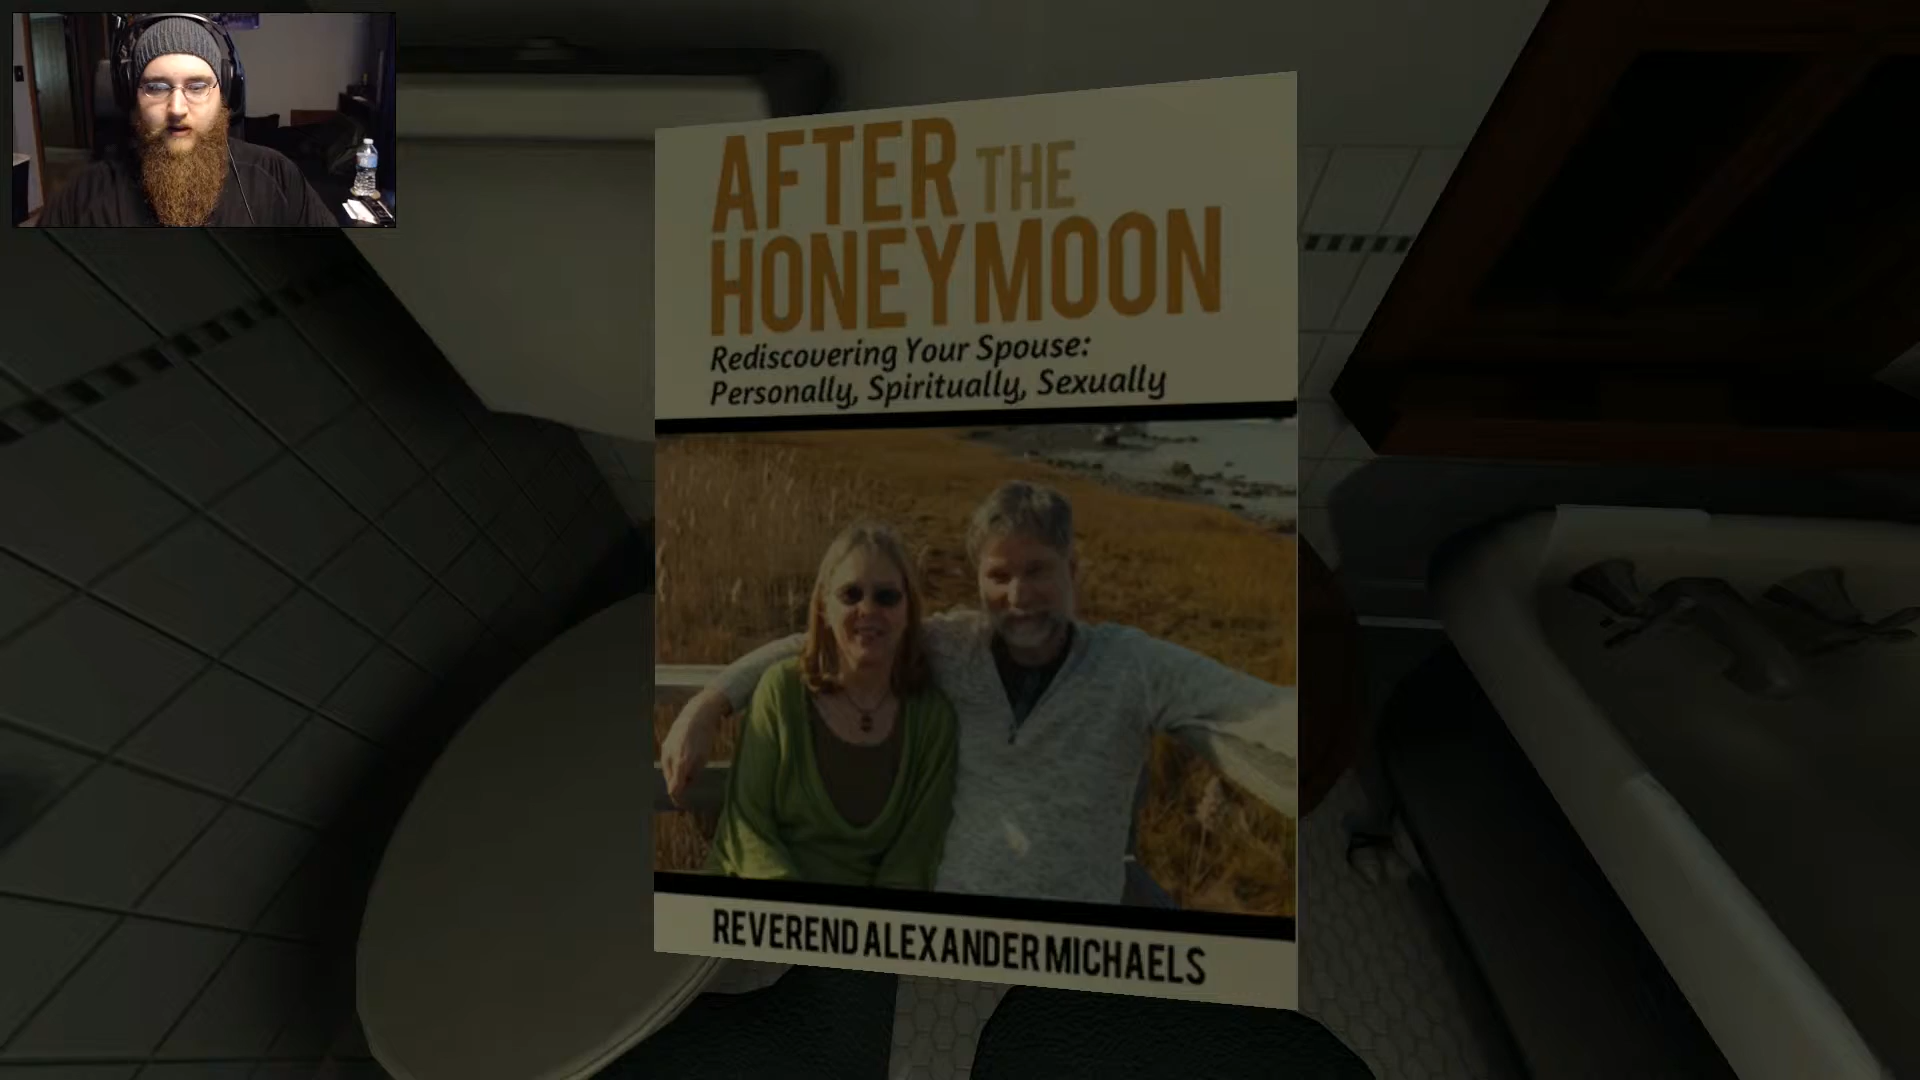 AFTER THE
HONEYMOON
Rediscovering Your Spouse:
Personally, Spiritually, Sexually
REVEREND ALEXANDER MICHAELS